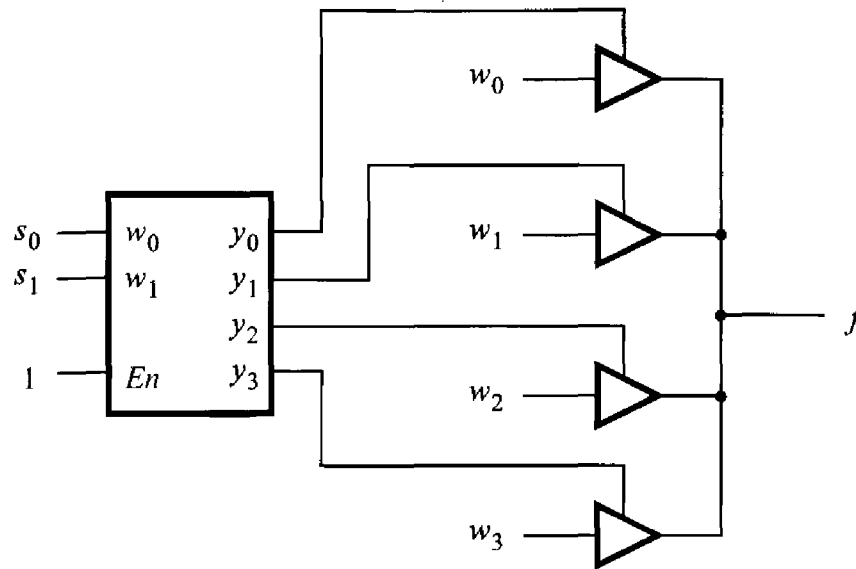 w₀
w₁
s₀ w₀ y₀
s₁ w₁ y₁
y₂
1 En y₃
f
w₂
w₃